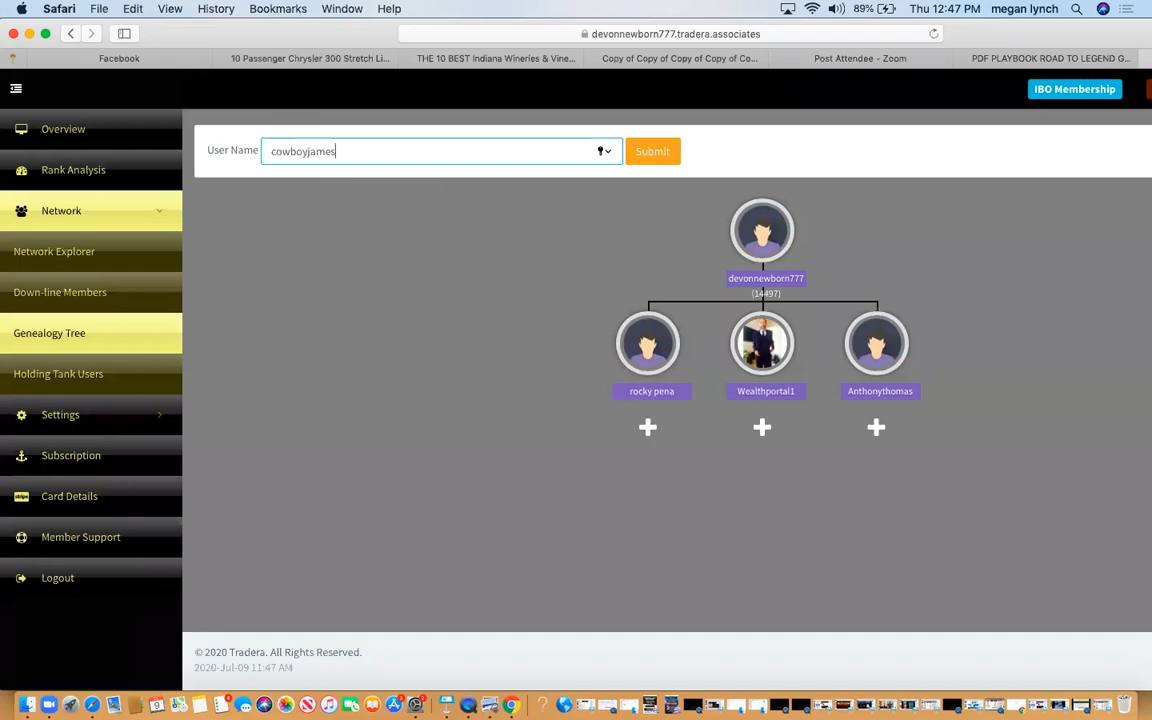 Safari File Edit View History Bookmarks Window Help 89% Thu 12:47 PM megan lynch
devonnewborn777.tradera.associates
Facebook 10 Passenger Chrysler 300 Stretch Li... THE 10 BEST Indiana Wineries & Vine... Copy of Copy of Copy of Copy of Co... Post Attendee - Zoom PDF PLAYBOOK ROAD TO LEGEND G...
IBO Membership
Overview
User Name cowboyjames Submit
Rank Analysis
Network
Network Explorer
Down-line Members
Genealogy Tree
Holding Tank Users
Settings
Subscription
Card Details
Member Support
Logout
devonnewborn777
(14497)
rocky pena Wealthportal1 Anthonythomas
© 2020 Tradera. All Rights Reserved.
2020-Jul-09 11:47 AM